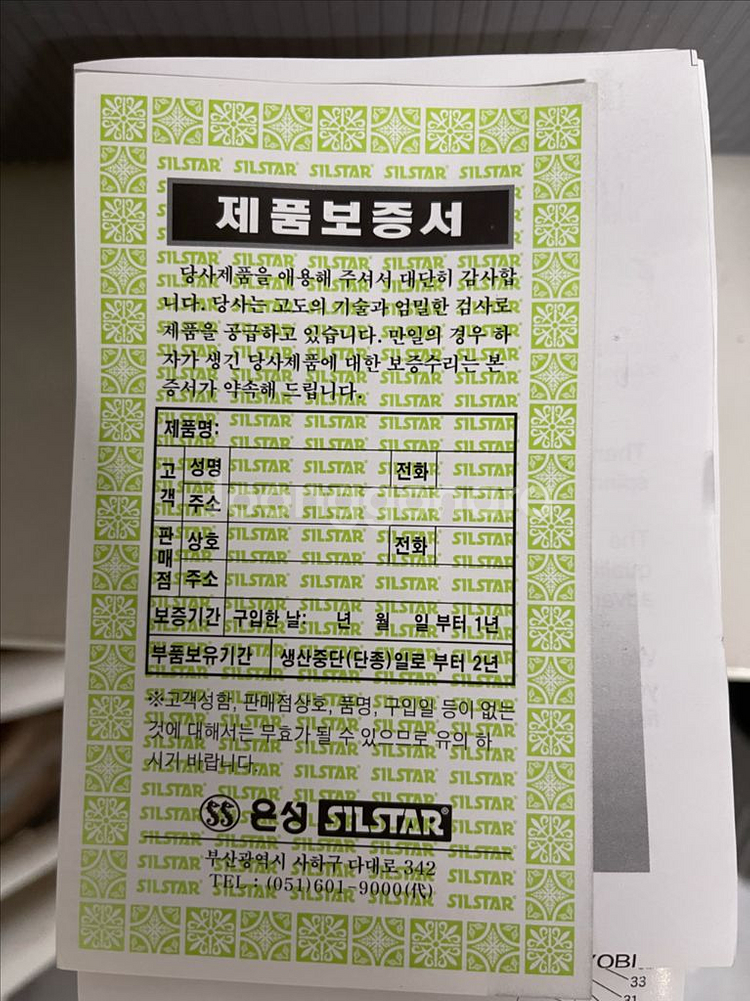 SILSTAR SILSTAR SILSTAR SILSTAR SILSTAR
제품보증서
당사제품을 애용해 주셔서 대단히 감사합
니다. 당사는 고도의 기술과 엄밀한 검사로
제품을 공급하고 있습니다. 만일의 경우 하
자가 생긴 당사제품에 대한 보증수리는 본
증서가 약속해 드립니다.
제품명:
고객 성명 전화
주소
판매점 상호 전화
주소
보증기간 구입한 날: 년 월 일 부터 1년
부품보유기간 생산중단(단종)일로 부터 2년
※고객성함, 판매점상호, 품명, 구입일 등이 없는
것에 대해서는 무효가 될 수 있으므로 유의 하
시기 바랍니다.
SS 은성 SILSTAR®
부산광역시 사하구 다대로 342
TEL : (051)601-9000(代)
YOBI
33
31